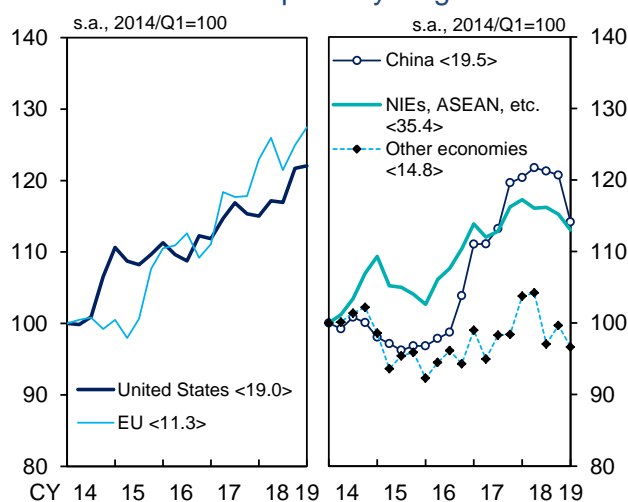 s.a., 2014/Q1=100
140
130
120
110
100
90
80
United States <19.0>
EU <11.3>
CY 14 15 16 17 18 19
s.a., 2014/Q1=100
140
130
120
110
100
90
80
China <19.5>
NIEs, ASEAN, etc.
<35.4>
Other economies
<14.8>
14 15 16 17 18 19